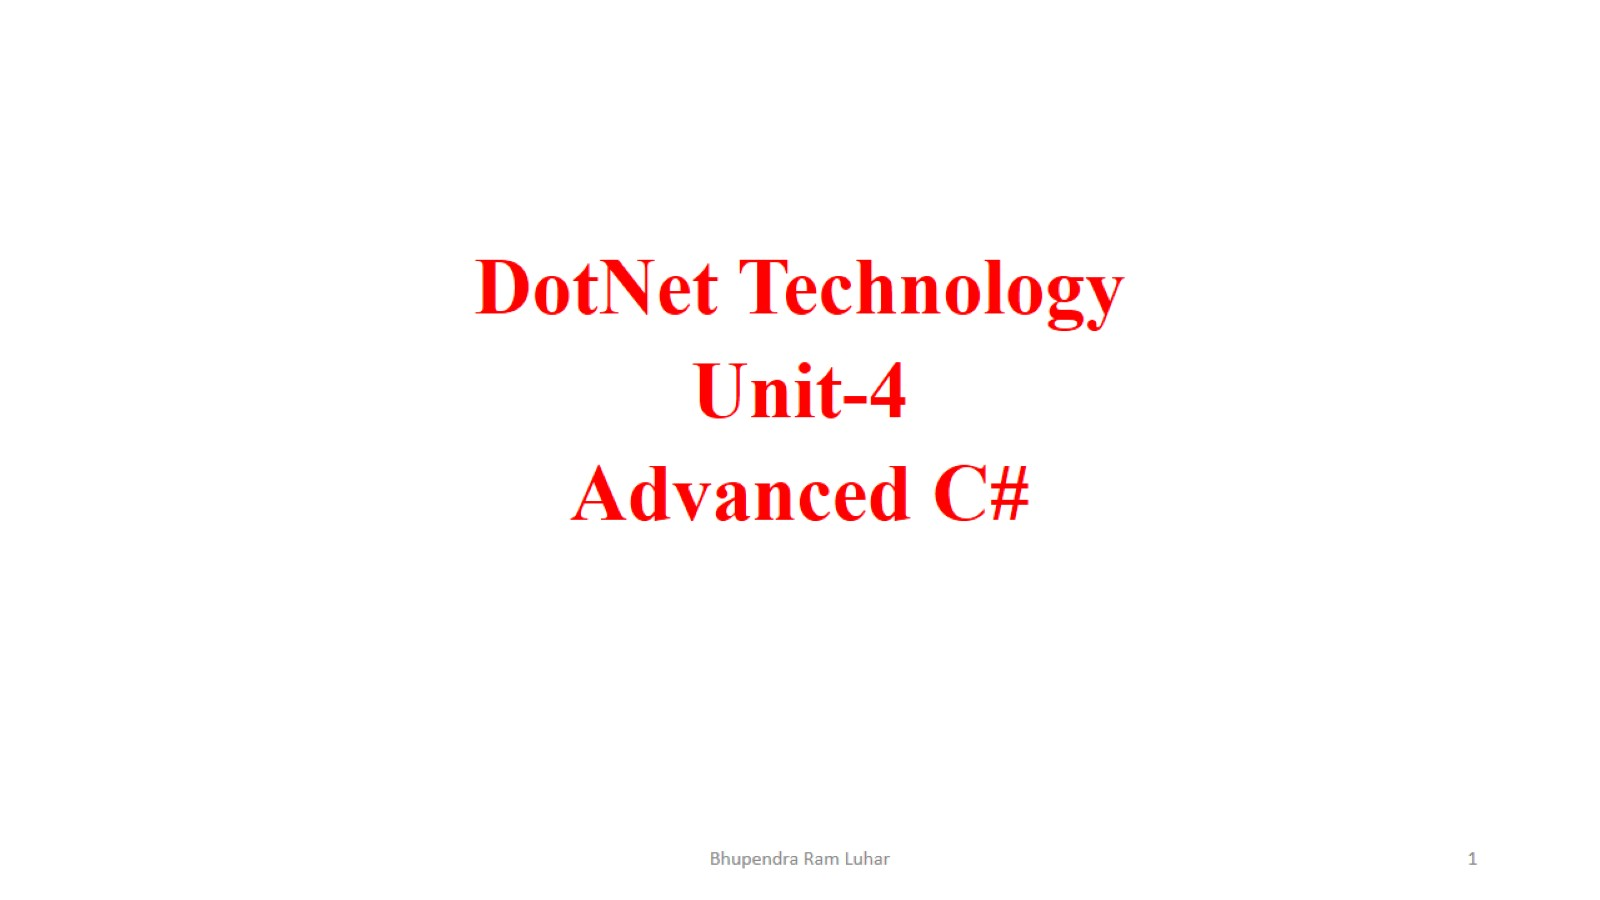 DotNet Technology
Unit-4
Advanced C#
Bhupendra Ram Luhar
1